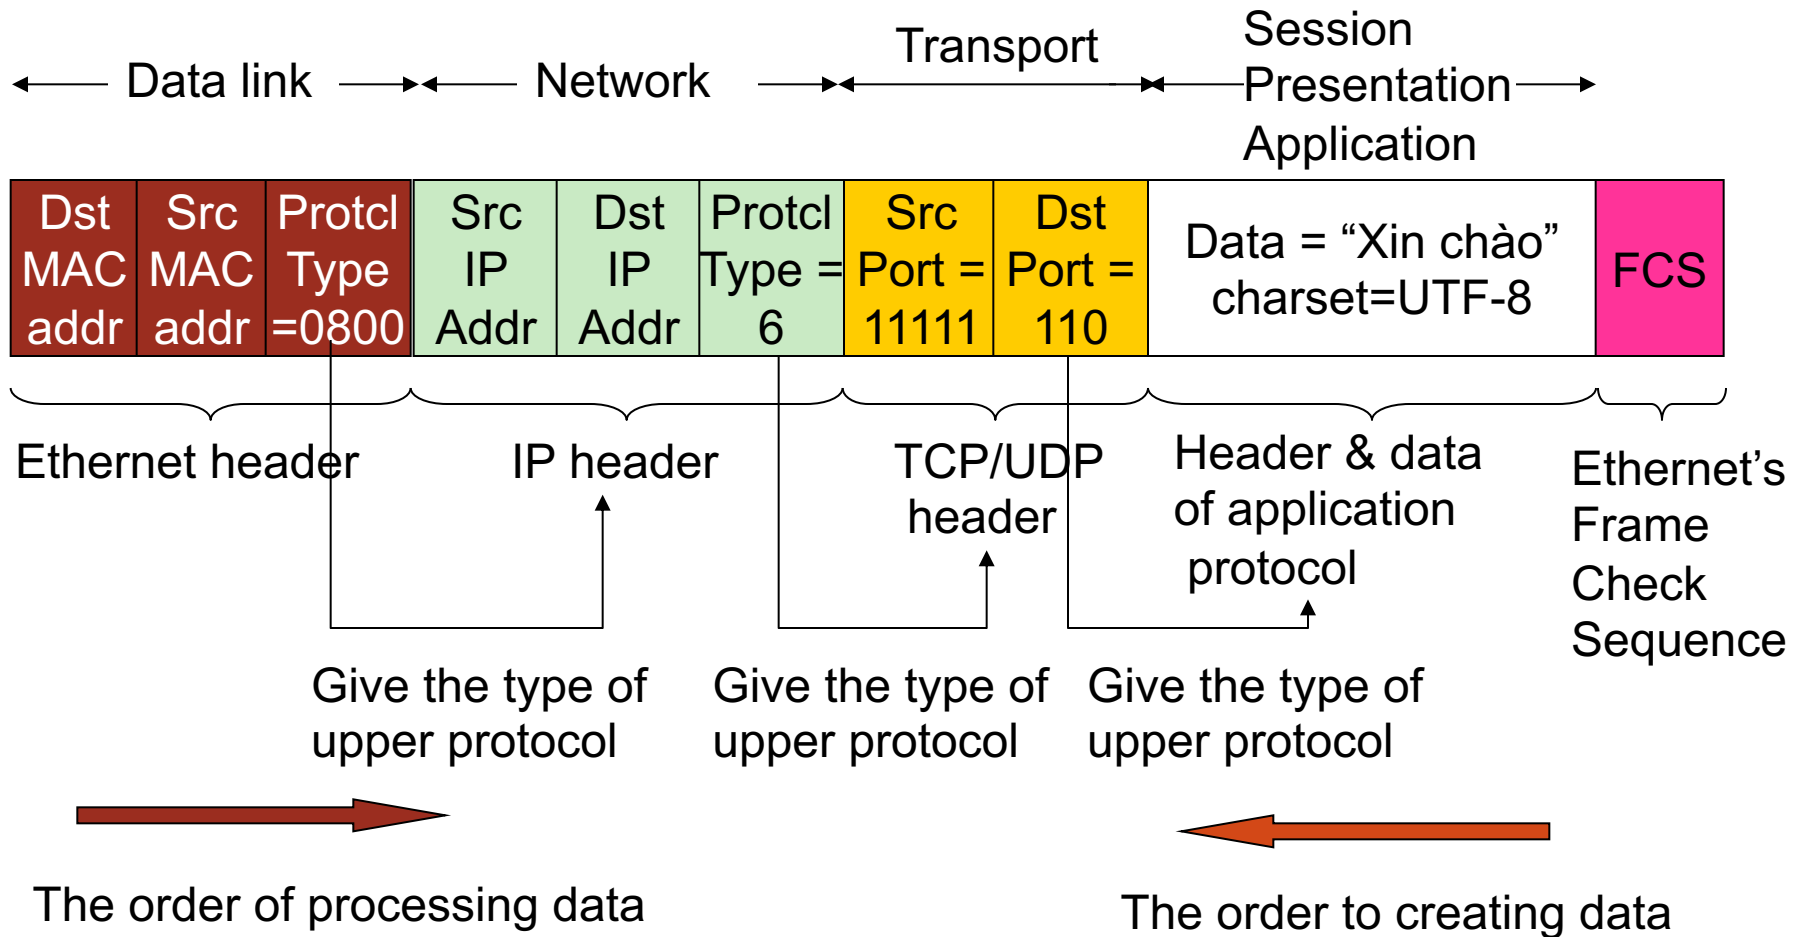 Data link
Network
Transport
Session
Presentation
Application
Dst
MAC
addr
Src
MAC
addr
Protcl
Type
=0800
Src
IP
Addr
Dst
IP
Addr
Protcl
Type =
6
Src
Port =
11111
Dst
Port =
110
Data = “Xin chào”
charset=UTF-8
FCS
Ethernet header
IP header
TCP/UDP
header
Header & data
of application
protocol
Ethernet’s
Frame
Check
Sequence
Give the type of
upper protocol
Give the type of
upper protocol
Give the type of
upper protocol
The order of processing data
The order to creating data